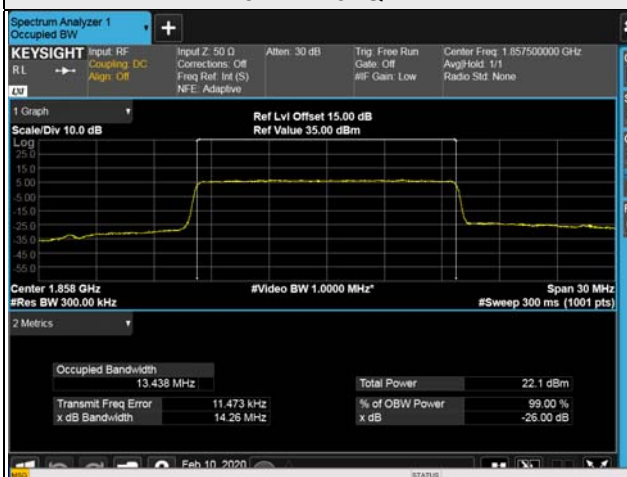 Spectrum Analyzer 1
Occupied BW
+
KEYSIGHT
RL
LXI
Input: RF
Coupling: DC
Align: Off
Input Z: 50 Ω
Corrections: Off
Freq Ref: Int (S)
NFE: Adaptive
Atten: 30 dB
Trig: Free Run
Gate: Off
#IF Gain: Low
Center Freq: 1.857500000 GHz
Avg|Hold: 1/1
Radio Std: None
1 Graph
Scale/Div 10.0 dB
Ref Lvl Offset 15.00 dB
Ref Value 35.00 dBm
Log
25.0
15.0
5.00
-5.00
-15.0
-25.0
-35.0
-45.0
-55.0
Center 1.858 GHz
#Res BW 300.00 kHz
#Video BW 1.0000 MHz*
Span 30 MHz
#Sweep 300 ms (1001 pts)
2 Metrics
Occupied Bandwidth
13.438 MHz
Transmit Freq Error 11.473 kHz
x dB Bandwidth 14.26 MHz
Total Power 22.1 dBm
% of OBW Power 99.00 %
x dB -26.00 dB
Feb 10, 2020
MSG
STATUS